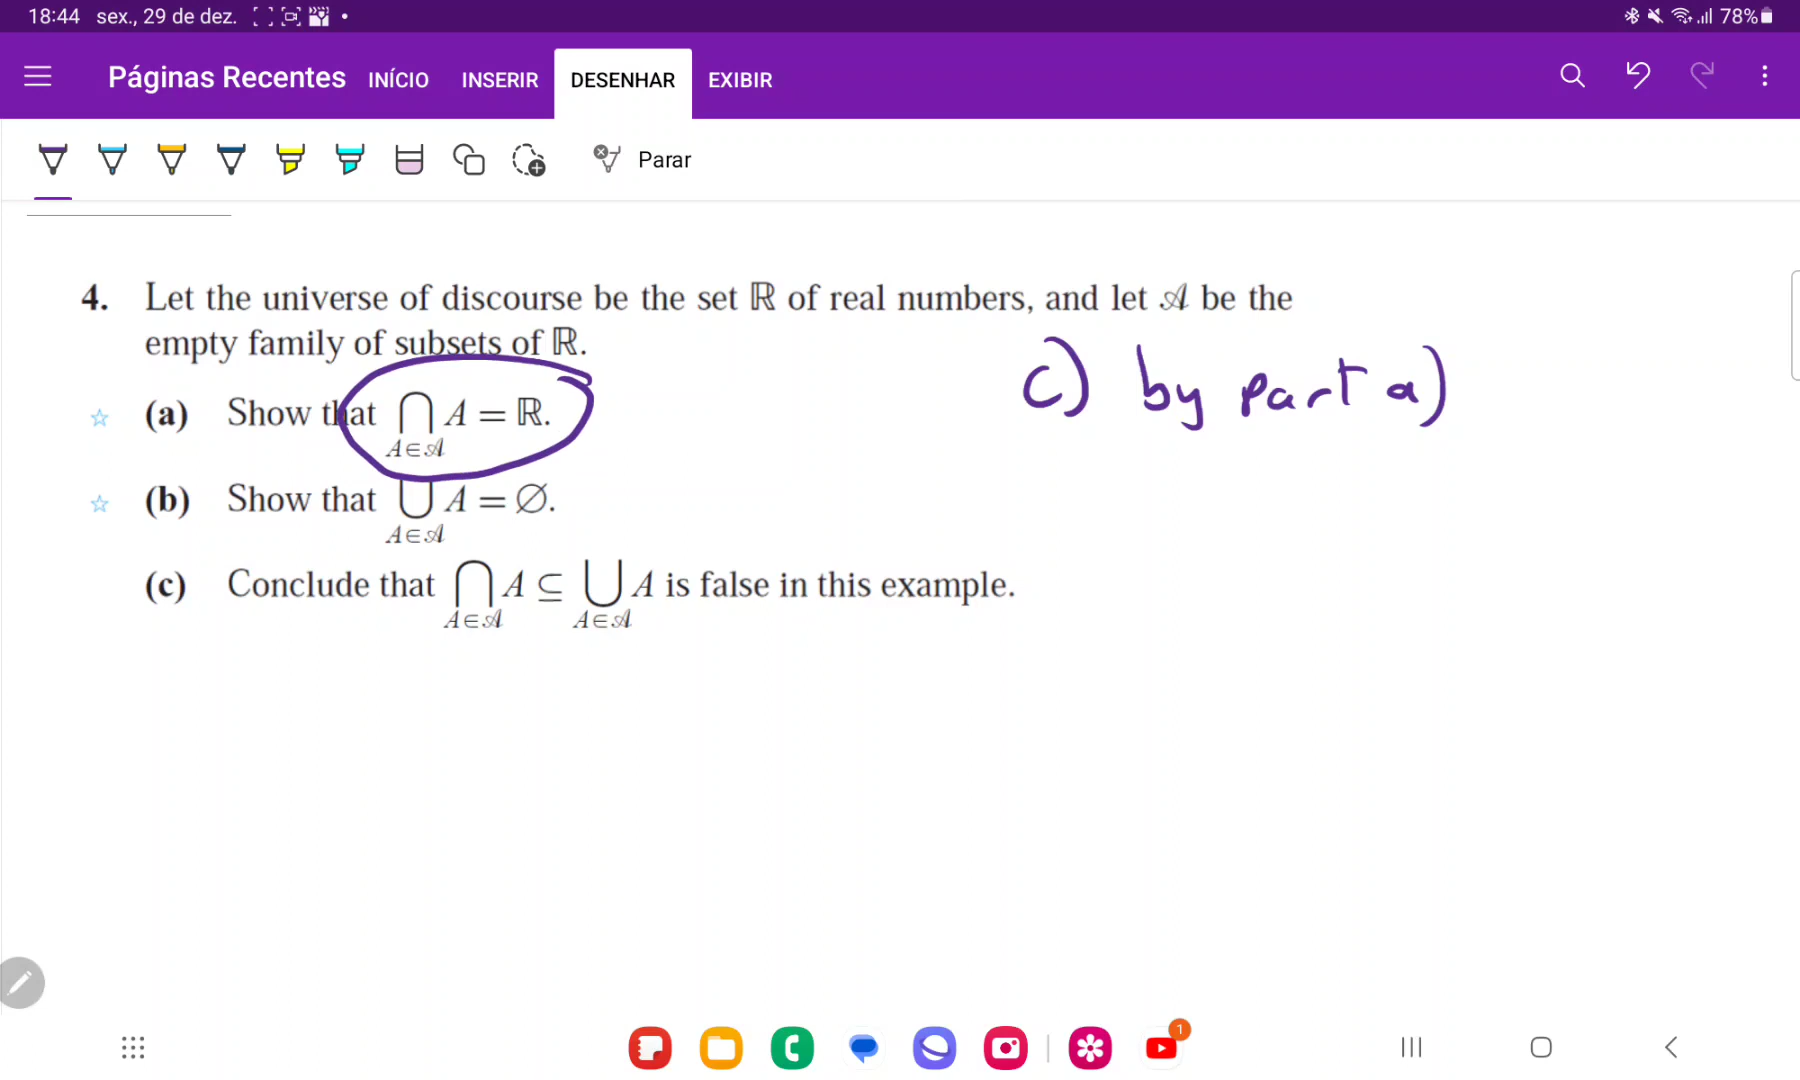 18:44 sex., 29 de dez.
78%
Páginas Recentes INÍCIO INSERIR DESENHAR EXIBIR
Parar
4. Let the universe of discourse be the set ℝ of real numbers, and let 𝒜 be the
empty family of subsets of ℝ.
c) by part a)
☆ (a) Show that ⋂ A = ℝ.
A∈𝒜
☆ (b) Show that ⋃ A = ∅.
A∈𝒜
(c) Conclude that ⋂ A ⊆ ⋃ A is false in this example.
A∈𝒜 A∈𝒜
1